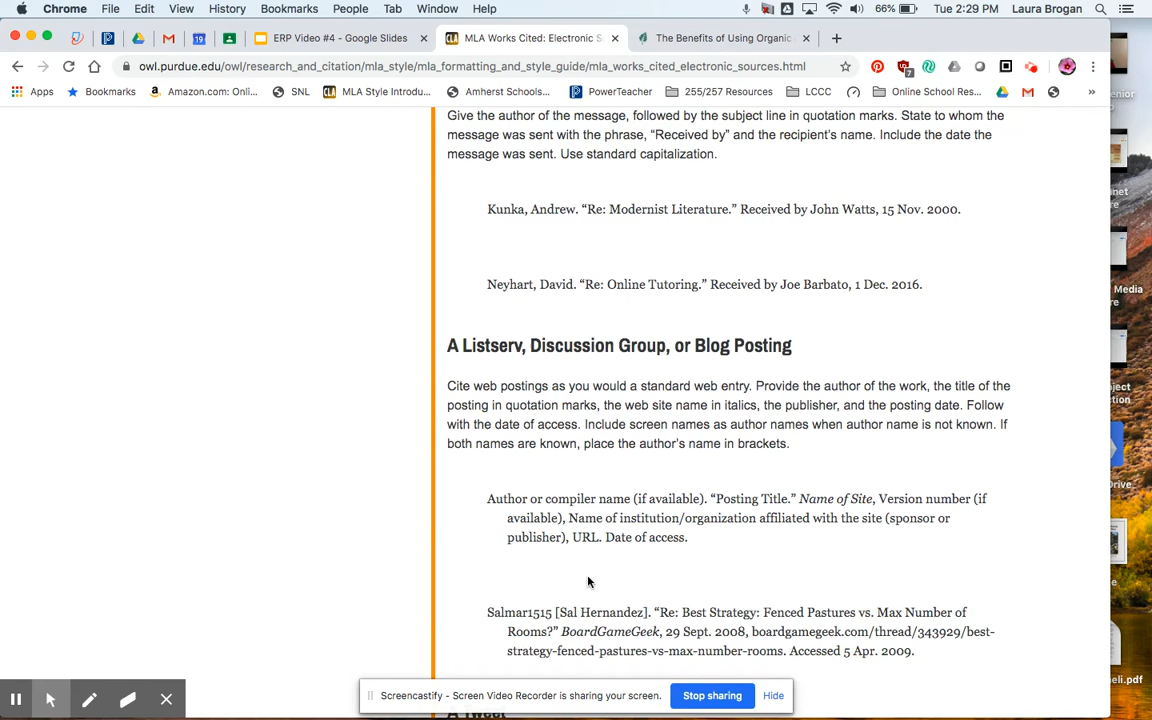 Chrome File Edit View History Bookmarks People Tab Window Help 66% Tue 2:29 PM Laura Brogan
19 ERP Video #4 - Google Slides MLA Works Cited: Electronic S The Benefits of Using Organic
owl.purdue.edu/owl/research_and_citation/mla_style/mla_formatting_and_style_guide/mla_works_cited_electronic_sources.html 7
Apps Bookmarks Amazon.com: Onli... SNL MLA Style Introdu... Amherst Schools... PowerTeacher 255/257 Resources LCCC Online School Res... »
Give the author of the message, followed by the subject line in quotation marks. State to whom the
message was sent with the phrase, “Received by” and the recipient’s name. Include the date the
message was sent. Use standard capitalization.
Kunka, Andrew. “Re: Modernist Literature.” Received by John Watts, 15 Nov. 2000.
Neyhart, David. “Re: Online Tutoring.” Received by Joe Barbato, 1 Dec. 2016.
A Listserv, Discussion Group, or Blog Posting
Cite web postings as you would a standard web entry. Provide the author of the work, the title of the
posting in quotation marks, the web site name in italics, the publisher, and the posting date. Follow
with the date of access. Include screen names as author names when author name is not known. If
both names are known, place the author’s name in brackets.
Author or compiler name (if available). “Posting Title.” Name of Site, Version number (if
available), Name of institution/organization affiliated with the site (sponsor or
publisher), URL. Date of access.
Salmar1515 [Sal Hernandez]. “Re: Best Strategy: Fenced Pastures vs. Max Number of
Rooms?” BoardGameGeek, 29 Sept. 2008, boardgamegeek.com/thread/343929/best-
strategy-fenced-pastures-vs-max-number-rooms. Accessed 5 Apr. 2009.
A Tweet
Screencastify - Screen Video Recorder is sharing your screen. Stop sharing Hide